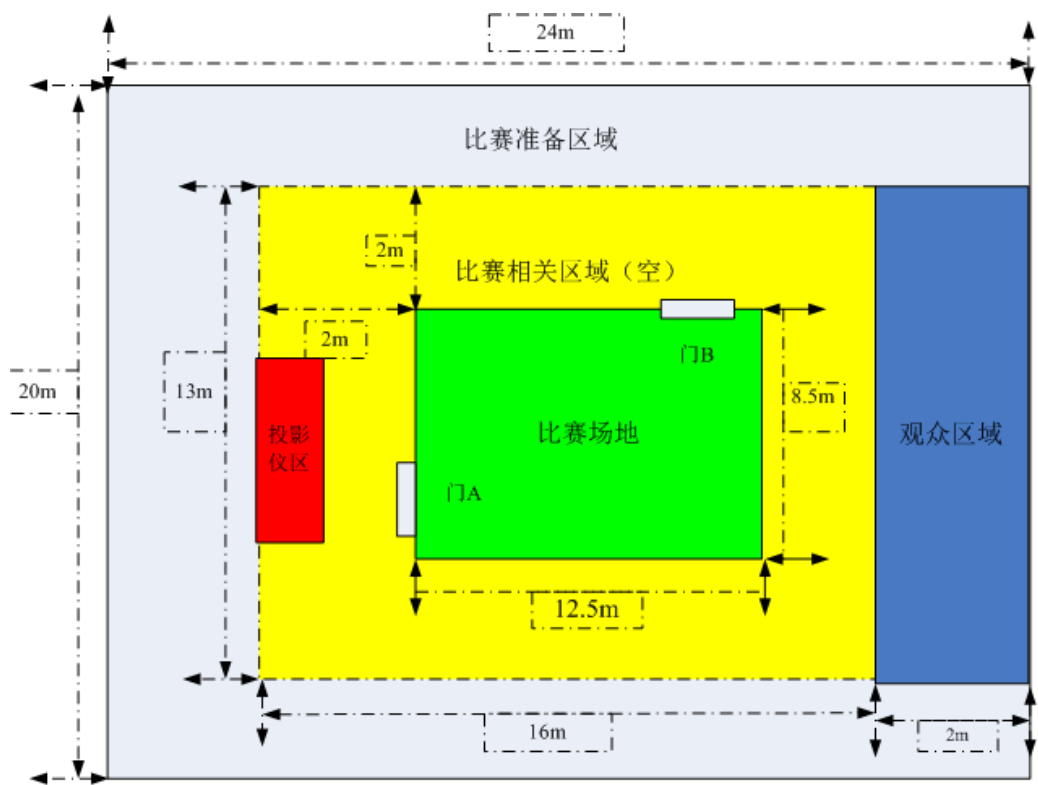 24m
比赛准备区域
2m
比赛相关区域（空）
2m
门B
20m
13m
8.5m
投影
仪区
比赛场地
观众区域
门A
12.5m
16m
2m